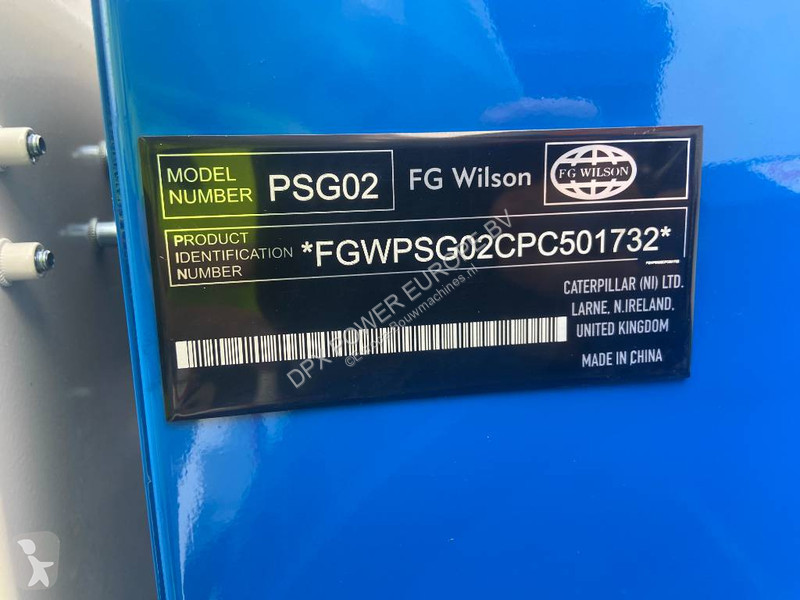 MODEL
NUMBER
PSG02
FG Wilson
FG WILSON
PRODUCT
IDENTIFICATION
NUMBER
*FGWPSG02CPC501732*
CATERPILLAR (NI) LTD.
LARNE, N.IRELAND.
UNITED KINGDOM
MADE IN CHINA
DPX POWER EUROPE BV